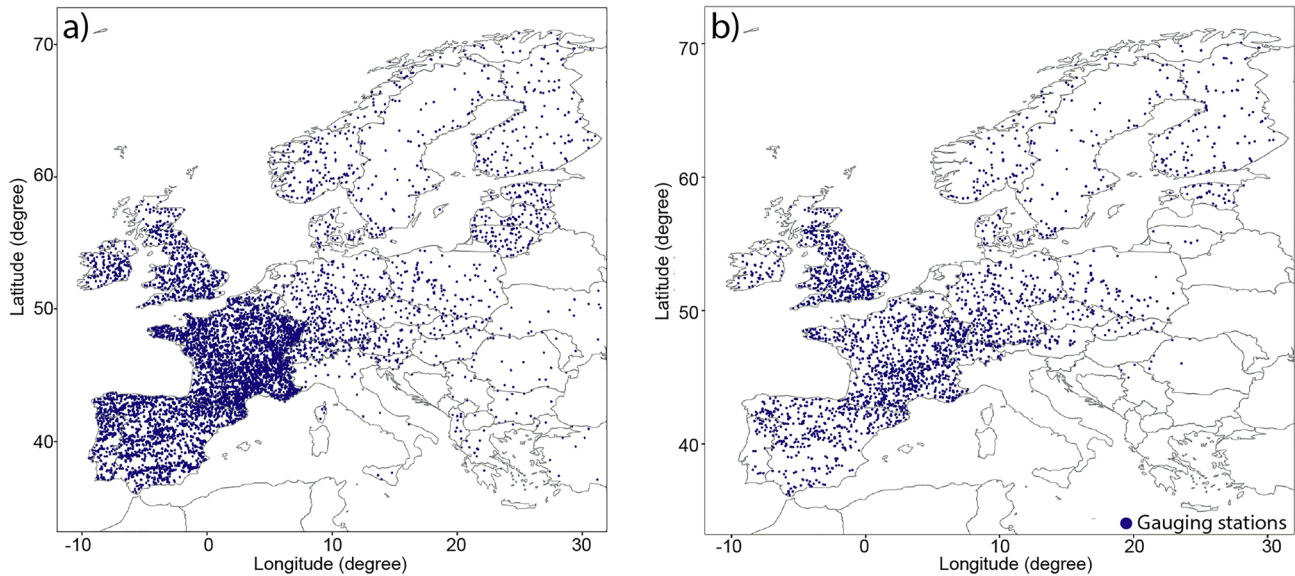 a)
70
60
50
40
Latitude (degree)
-10 0 10 20 30
Longitude (degree)
b)
70
60
50
40
Latitude (degree)
Gauging stations
-10 0 10 20 30
Longitude (degree)